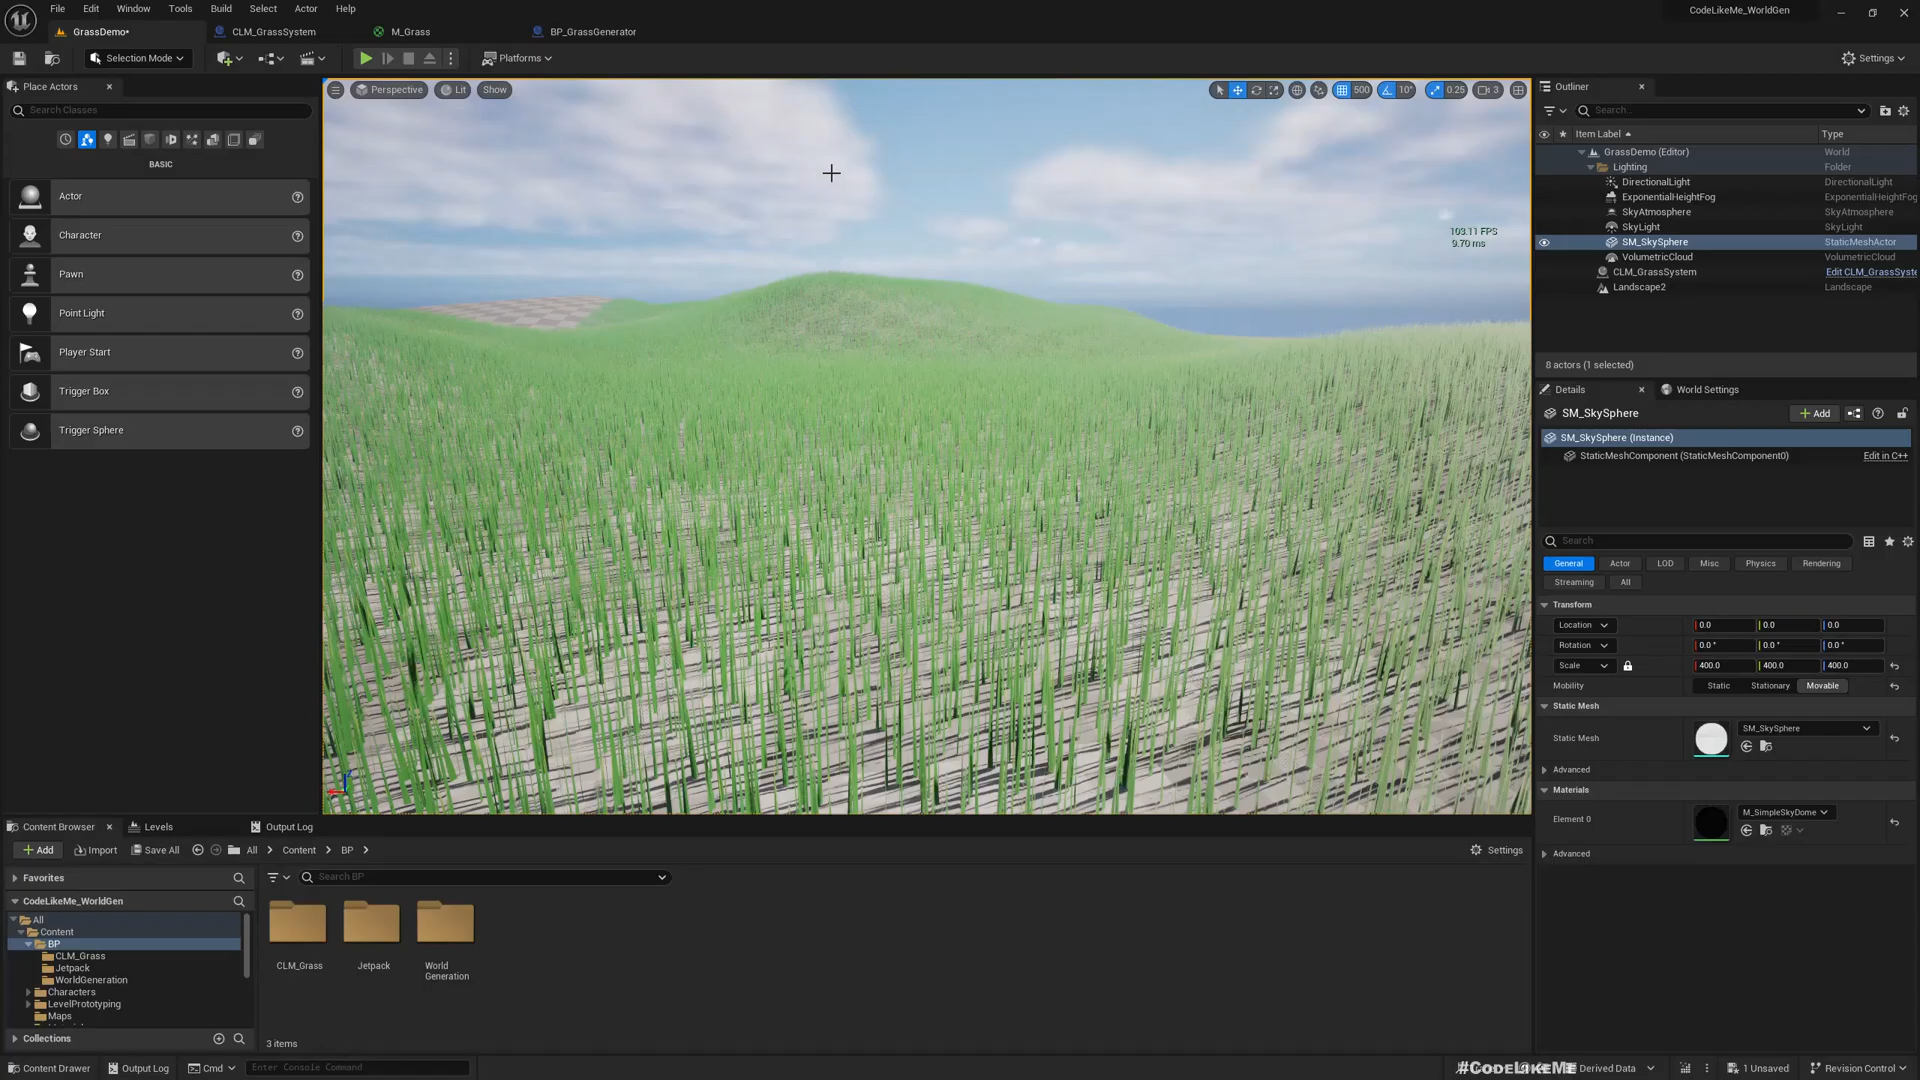 File Edit Window Tools Build Select Actor Help
CodeLikeMe_WorldGen
GrassDemo•
CLM_GrassSystem
M_Grass
BP_GrassGenerator
Selection Mode
Platforms
Settings
Place Actors
Search Classes
BASIC
Actor
Character
Pawn
Point Light
Player Start
Trigger Box
Trigger Sphere
Perspective
Lit
Show
500
10°
0.25
3
103.11 FPS
9.70 ms
Outliner
Search...
Item Label
Type
GrassDemo (Editor)
World
Lighting
Folder
DirectionalLight
DirectionalLight
ExponentialHeightFog
ExponentialHeightFog
SkyAtmosphere
SkyAtmosphere
SkyLight
SkyLight
SM_SkySphere
StaticMeshActor
VolumetricCloud
VolumetricCloud
CLM_GrassSystem
Edit CLM_GrassSyste
Landscape2
Landscape
8 actors (1 selected)
Details
World Settings
SM_SkySphere
Add
SM_SkySphere (Instance)
StaticMeshComponent (StaticMeshComponent0)
Edit in C++
Search
General
Actor
LOD
Misc
Physics
Rendering
Streaming
All
Transform
Location
0.0
0.0
0.0
Rotation
0.0 °
0.0 °
0.0 °
Scale
400.0
400.0
400.0
Mobility
Static
Stationary
Movable
Static Mesh
Static Mesh
SM_SkySphere
Advanced
Materials
Element 0
M_SimpleSkyDome
Advanced
Content Browser
Levels
Output Log
Add
Import
Save All
All
Content
BP
Settings
Favorites
CodeLikeMe_WorldGen
All
Content
BP
CLM_Grass
Jetpack
WorldGeneration
Characters
LevelPrototyping
Maps
Collections
Search BP
CLM_Grass
Jetpack
World
Generation
3 items
Content Drawer
Output Log
Cmd
Enter Console Command
#CodeLikeMe
Derived Data
1 Unsaved
Revision Control